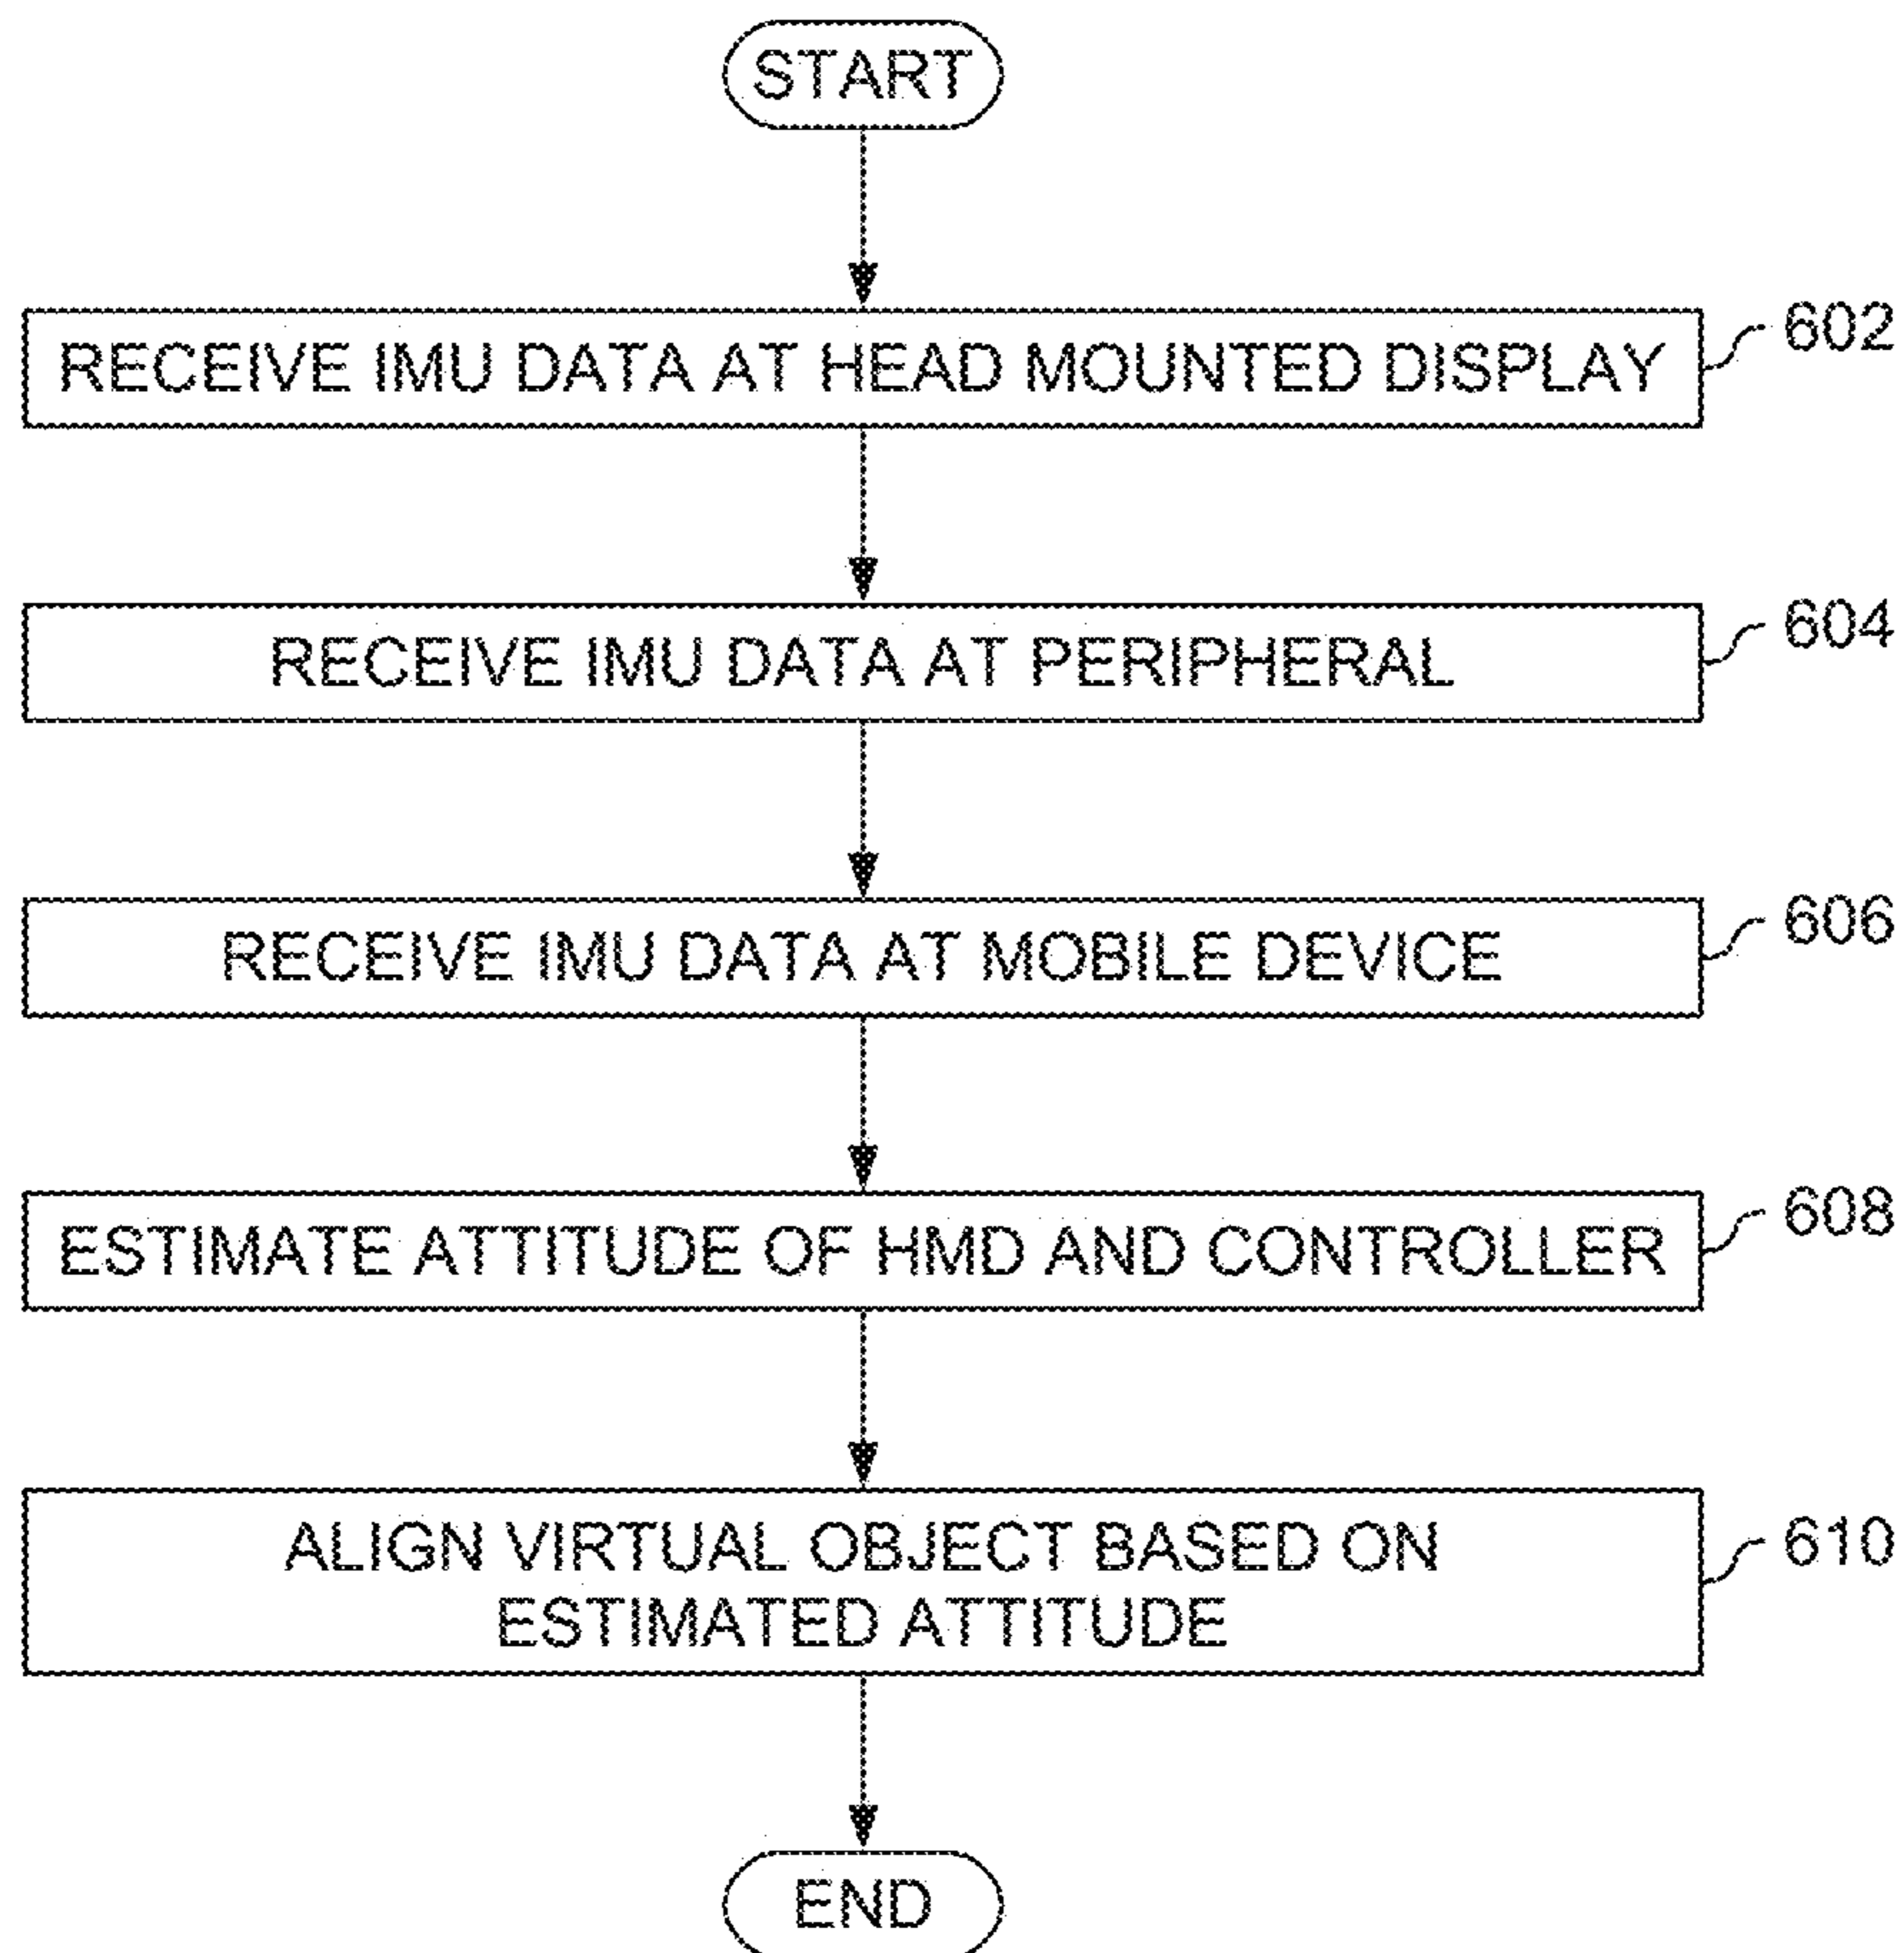 START
RECEIVE IMU DATA AT HEAD MOUNTED DISPLAY
602
RECEIVE IMU DATA AT PERIPHERAL
604
RECEIVE IMU DATA AT MOBILE DEVICE
606
ESTIMATE ATTITUDE OF HMD AND CONTROLLER
608
ALIGN VIRTUAL OBJECT BASED ON
ESTIMATED ATTITUDE
610
END